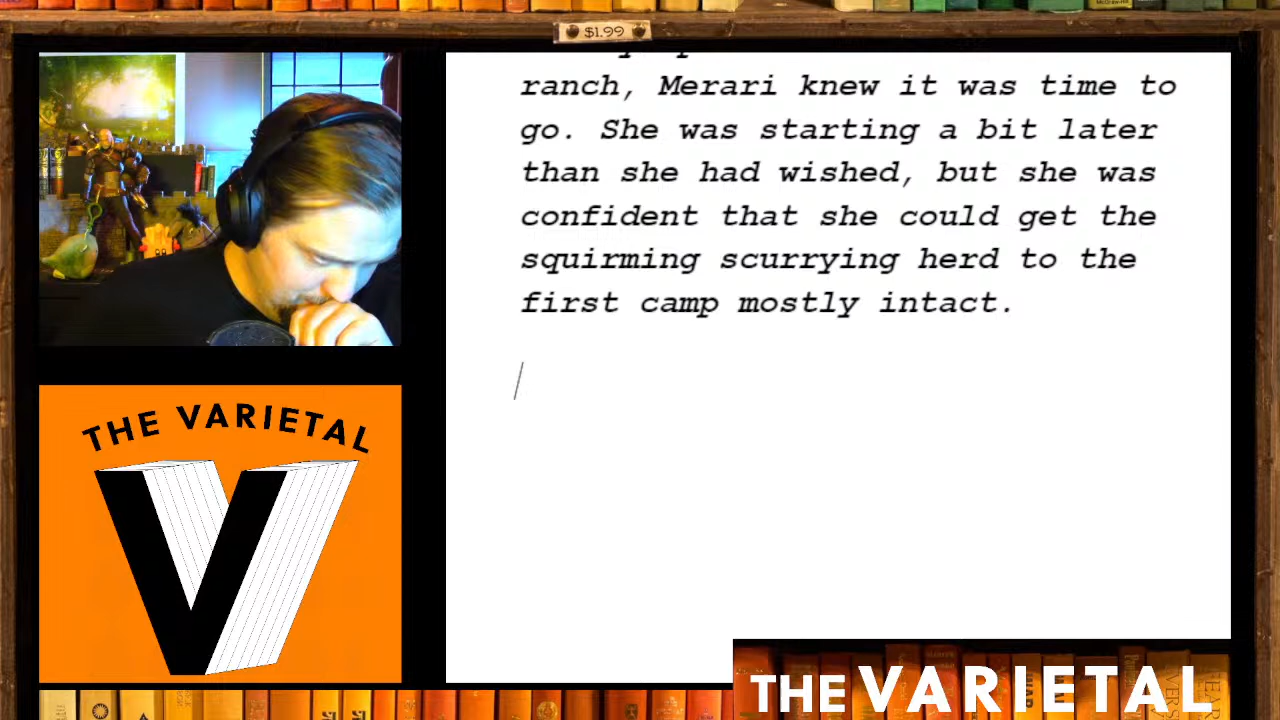 $1.99
ranch, Merari knew it was time to
go. She was starting a bit later
than she had wished, but she was
confident that she could get the
squirming scurrying herd to the
first camp mostly intact.
THE VARIETAL
V
THE VARIETAL